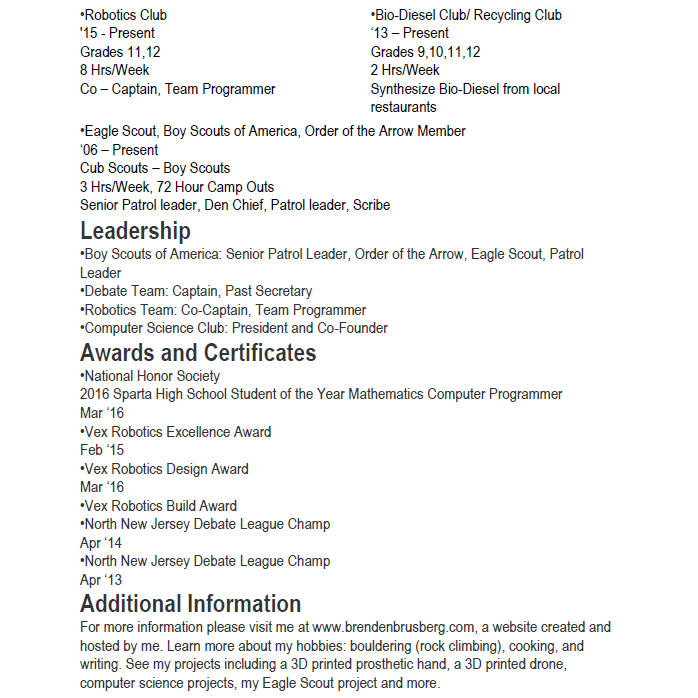 •Robotics Club
'15 - Present
Grades 11,12
8 Hrs/Week
Co – Captain, Team Programmer
•Bio-Diesel Club/ Recycling Club
‘13 – Present
Grades 9,10,11,12
2 Hrs/Week
Synthesize Bio-Diesel from local
restaurants
•Eagle Scout, Boy Scouts of America, Order of the Arrow Member
‘06 – Present
Cub Scouts – Boy Scouts
3 Hrs/Week, 72 Hour Camp Outs
Senior Patrol leader, Den Chief, Patrol leader, Scribe
Leadership
•Boy Scouts of America: Senior Patrol Leader, Order of the Arrow, Eagle Scout, Patrol
Leader
•Debate Team: Captain, Past Secretary
•Robotics Team: Co-Captain, Team Programmer
•Computer Science Club: President and Co-Founder
Awards and Certificates
•National Honor Society
2016 Sparta High School Student of the Year Mathematics Computer Programmer
Mar ‘16
•Vex Robotics Excellence Award
Feb ‘15
•Vex Robotics Design Award
Mar ‘16
•Vex Robotics Build Award
•North New Jersey Debate League Champ
Apr ‘14
•North New Jersey Debate League Champ
Apr ‘13
Additional Information
For more information please visit me at www.brendenbrusberg.com, a website created and
hosted by me. Learn more about my hobbies: bouldering (rock climbing), cooking, and
writing. See my projects including a 3D printed prosthetic hand, a 3D printed drone,
computer science projects, my Eagle Scout project and more.